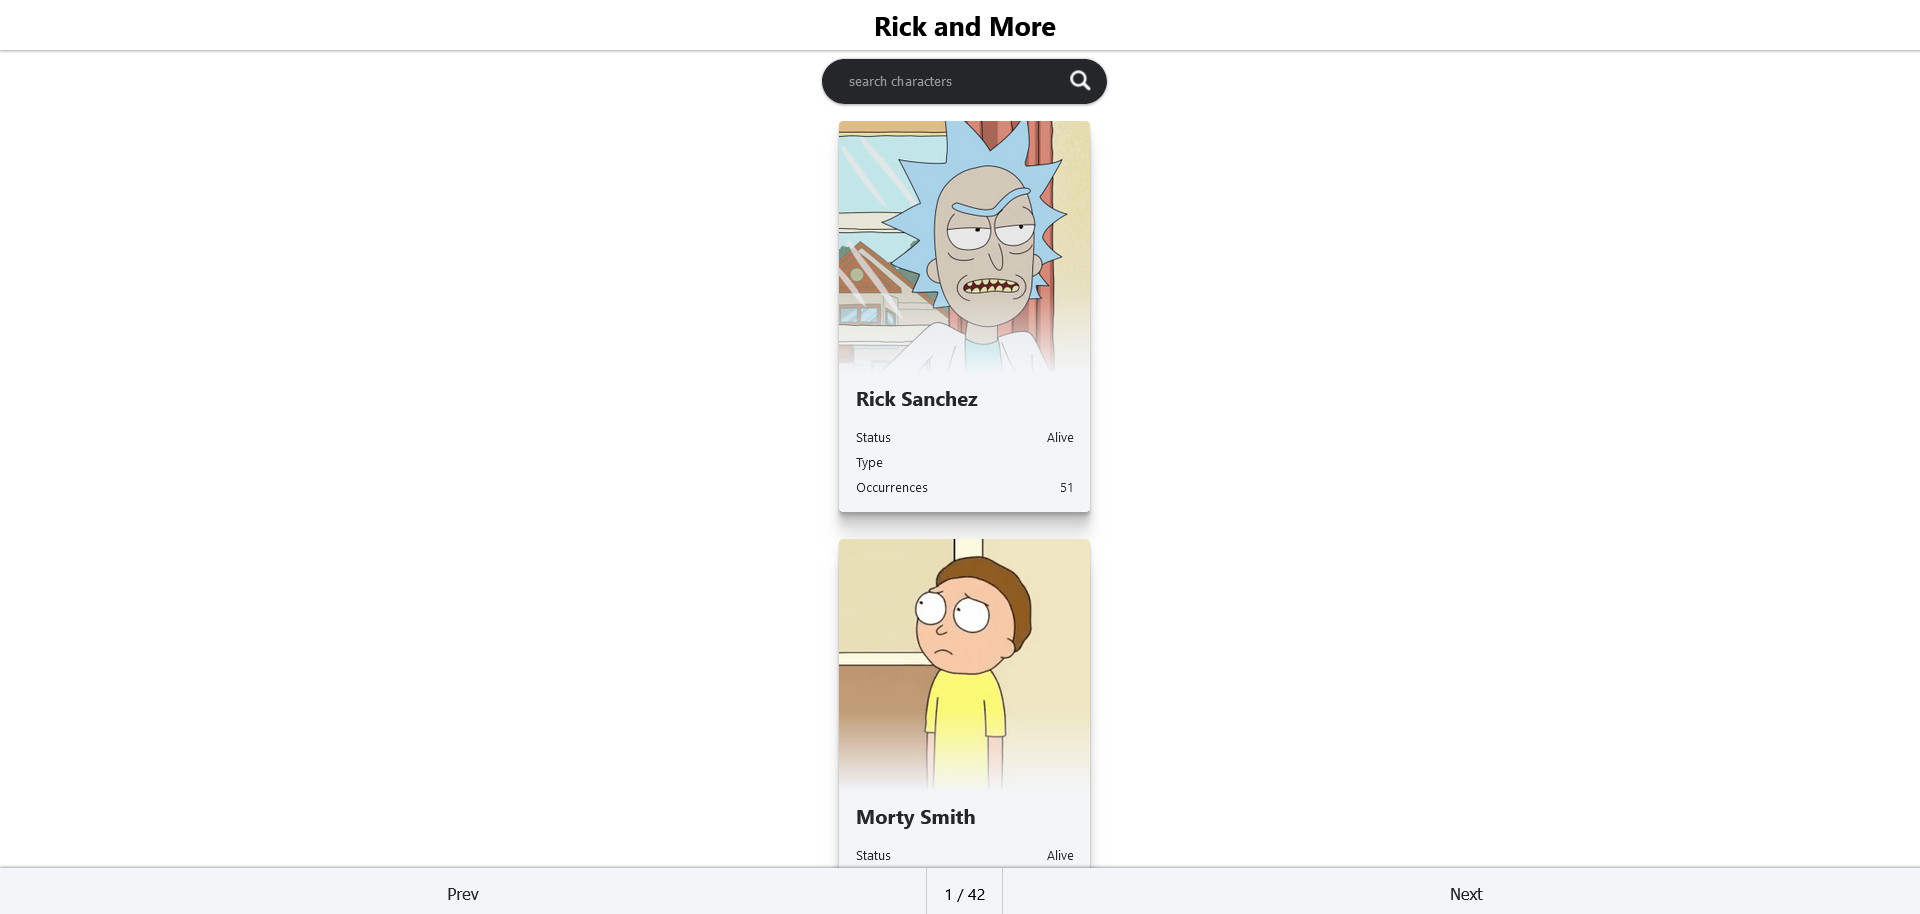 Rick and More
search characters
Rick Sanchez
Status Alive
Type
Occurrences 51
Morty Smith
Status Alive
Prev 1 / 42 Next